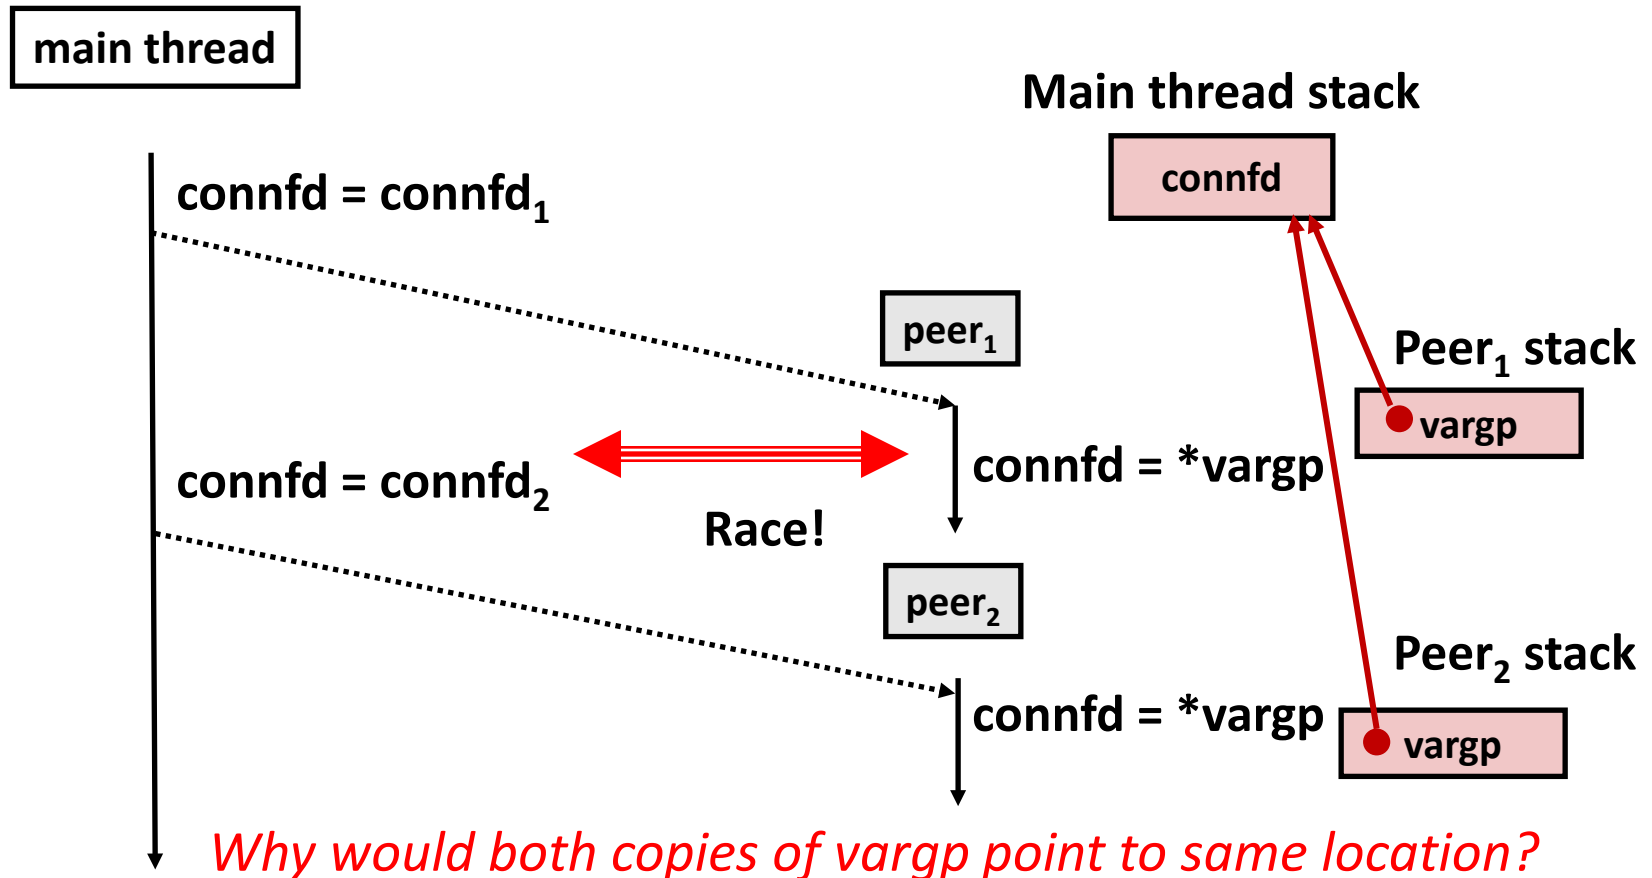 main thread
Main thread stack
connfd
connfd = connfd₁
peer₁
Peer₁ stack
vargp
connfd = *vargp
connfd = connfd₂
Race!
peer₂
Peer₂ stack
connfd = *vargp
vargp
Why would both copies of vargp point to same location?